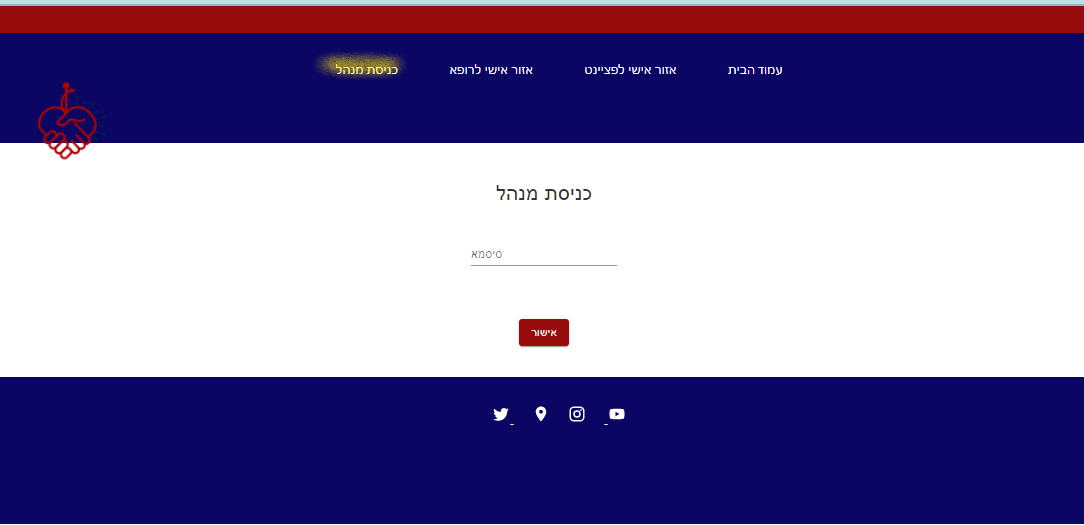 עמוד הבית אזור אישי לפציינט אזור אישי לרופא כניסת מנהל
כניסת מנהל
סיסמא
אישור